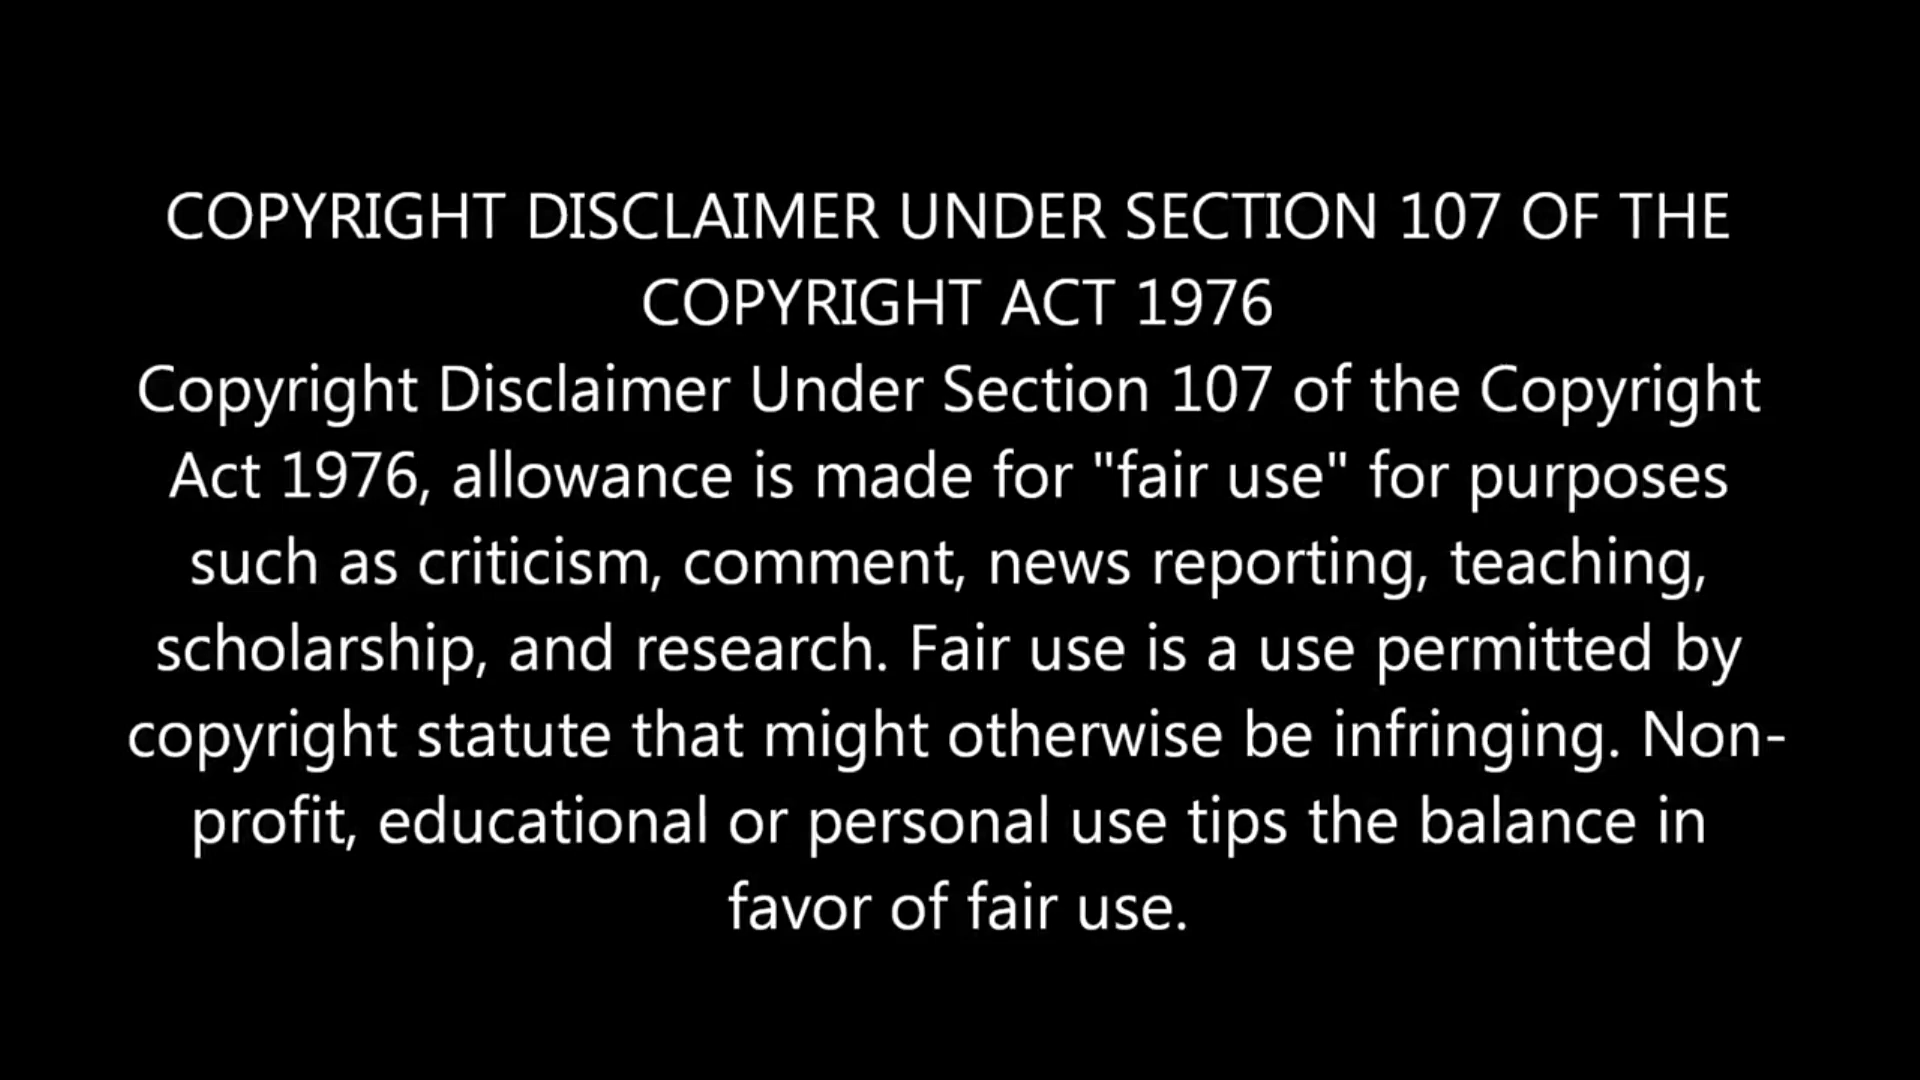 COPYRIGHT DISCLAIMER UNDER SECTION 107 OF THE
COPYRIGHT ACT 1976
Copyright Disclaimer Under Section 107 of the Copyright
Act 1976, allowance is made for "fair use" for purposes
such as criticism, comment, news reporting, teaching,
scholarship, and research. Fair use is a use permitted by
copyright statute that might otherwise be infringing. Non-
profit, educational or personal use tips the balance in
favor of fair use.